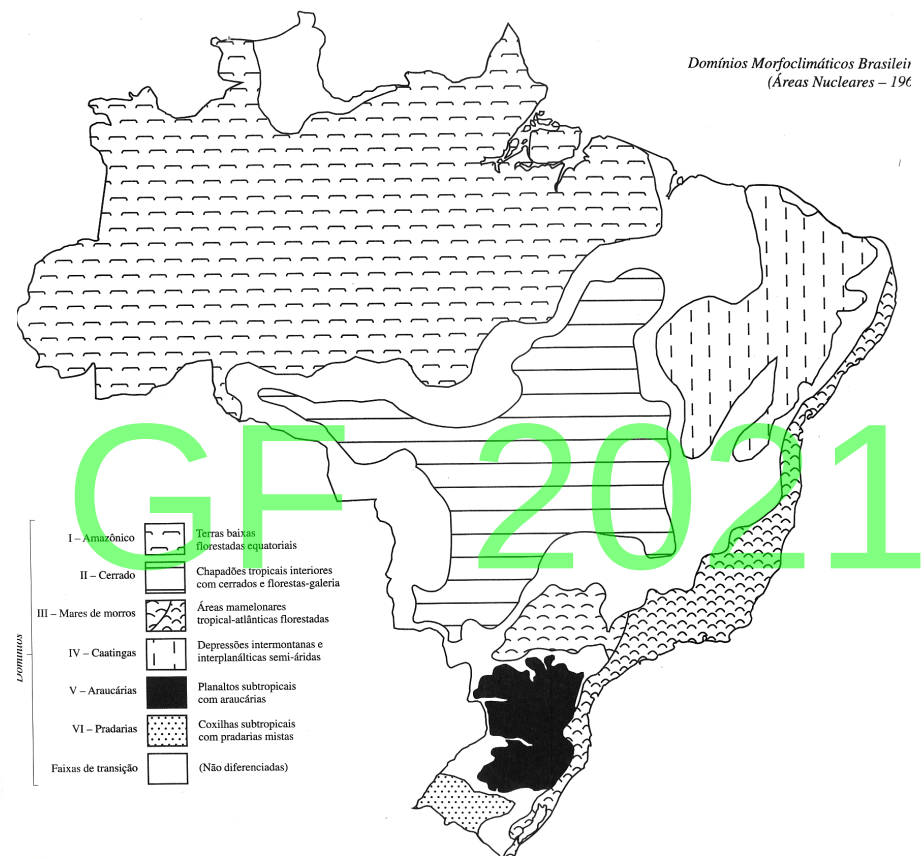 Domínios Morfoclimáticos Brasileir
(Áreas Nucleares – 196
GF 2021
Domínios
I – Amazônico
Terras baixas
florestadas equatoriais
II – Cerrado
Chapadões tropicais interiores
com cerrados e florestas-galeria
III – Mares de morros
Áreas mamelonares
tropical-atlânticas florestadas
IV – Caatingas
Depressões intermontanas e
interplanálticas semi-áridas
V – Araucárias
Planaltos subtropicais
com araucárias
VI – Pradarias
Coxilhas subtropicais
com pradarias mistas
Faixas de transição
(Não diferenciadas)